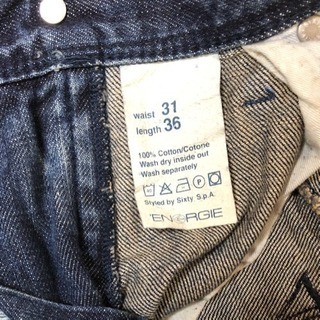 waist 31
length 36
100% Cotton/Cotone
Wash dry inside out
Wash separately
Styled by Sixty S.p.A.
'ENERGIE